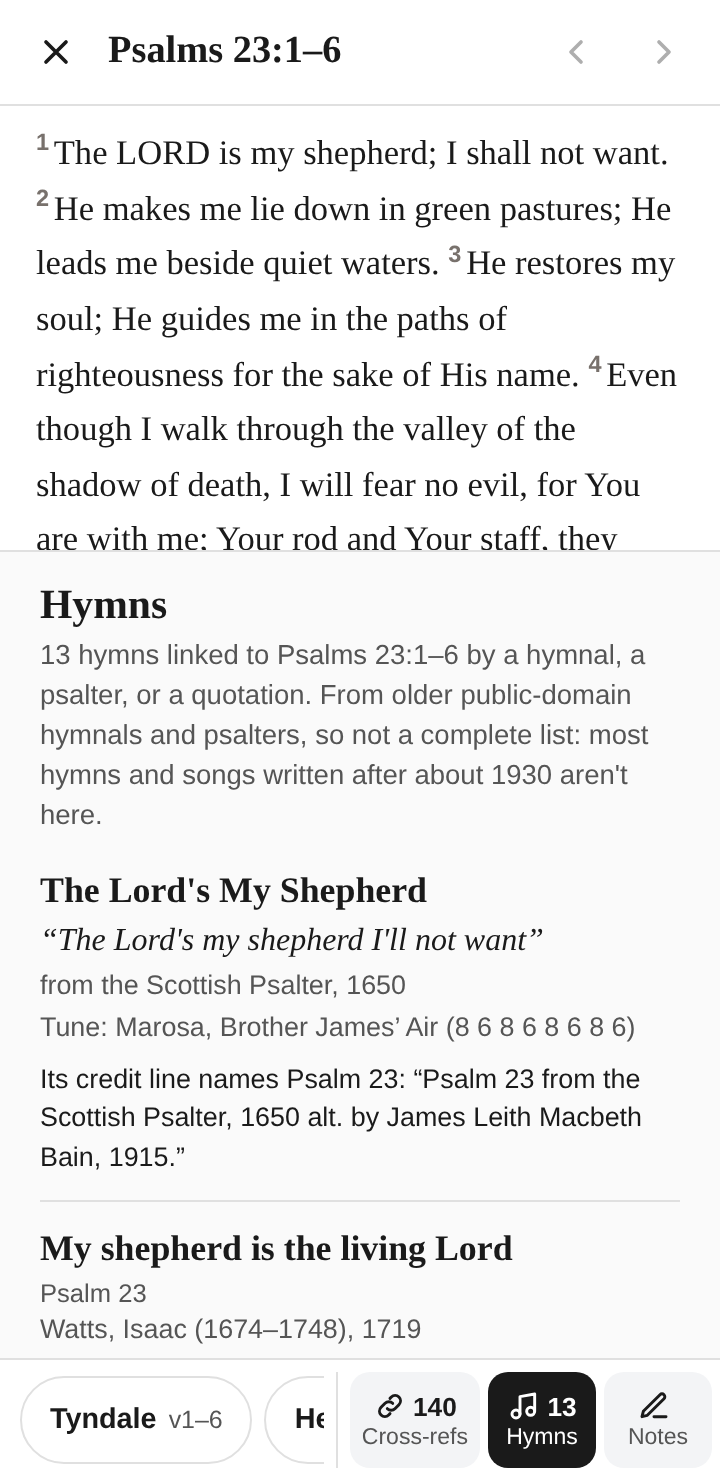 Psalms 23:1–6
1 The LORD is my shepherd; I shall not want.
2 He makes me lie down in green pastures; He
leads me beside quiet waters. 3 He restores my
soul; He guides me in the paths of
righteousness for the sake of His name. 4 Even
though I walk through the valley of the
shadow of death, I will fear no evil, for You
are with me; Your rod and Your staff, they
Hymns
13 hymns linked to Psalms 23:1–6 by a hymnal, a
psalter, or a quotation. From older public-domain
hymnals and psalters, so not a complete list: most
hymns and songs written after about 1930 aren't
here.
The Lord's My Shepherd
“The Lord's my shepherd I'll not want”
from the Scottish Psalter, 1650
Tune: Marosa, Brother James’ Air (8 6 8 6 8 6 8 6)
Its credit line names Psalm 23: “Psalm 23 from the
Scottish Psalter, 1650 alt. by James Leith Macbeth
Bain, 1915.”
My shepherd is the living Lord
Psalm 23
Watts, Isaac (1674–1748), 1719
Tyndale v1–6
140
Cross-refs
13
Hymns
Notes